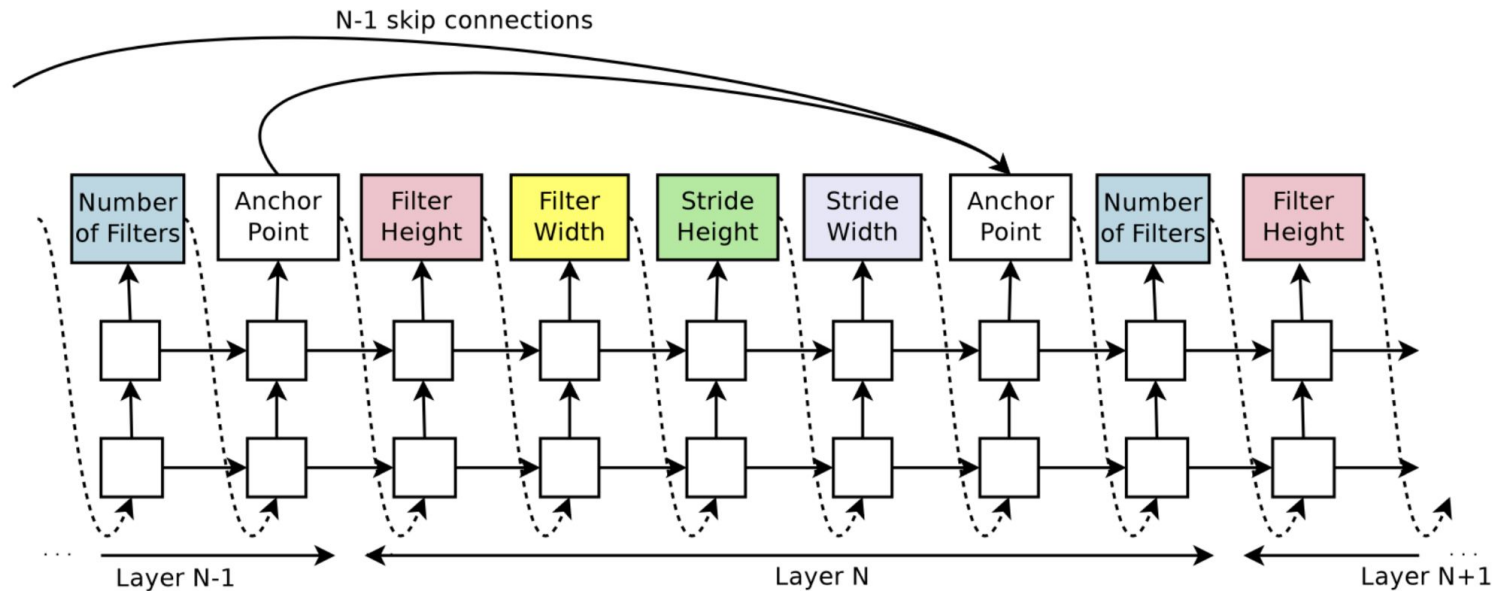 N-1 skip connections
Number
of Filters
Anchor
Point
Filter
Height
Filter
Width
Stride
Height
Stride
Width
Anchor
Point
Number
of Filters
Filter
Height
...
Layer N-1
Layer N
...
Layer N+1